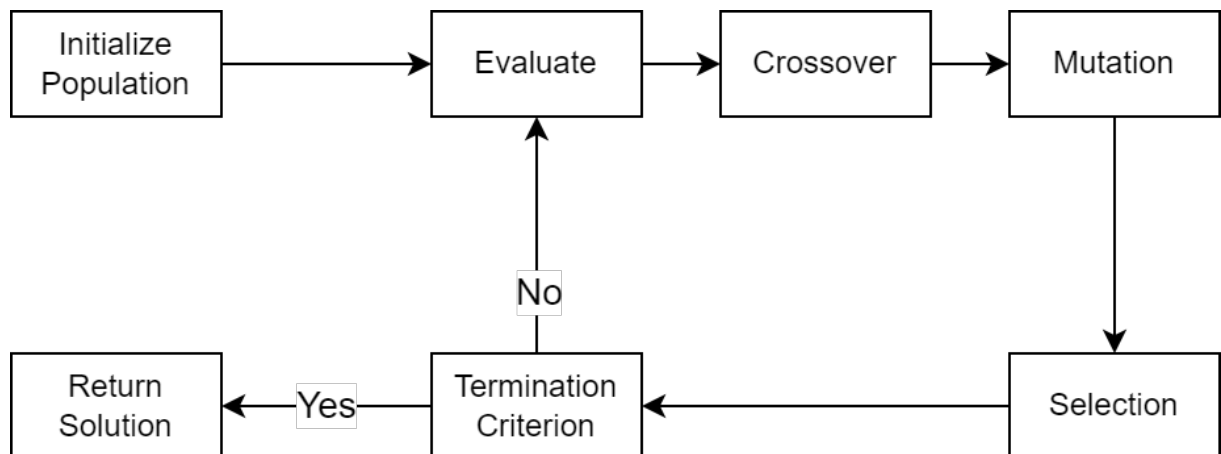 Initialize
Population
Evaluate
Crossover
Mutation
No
Return
Solution
Yes
Termination
Criterion
Selection